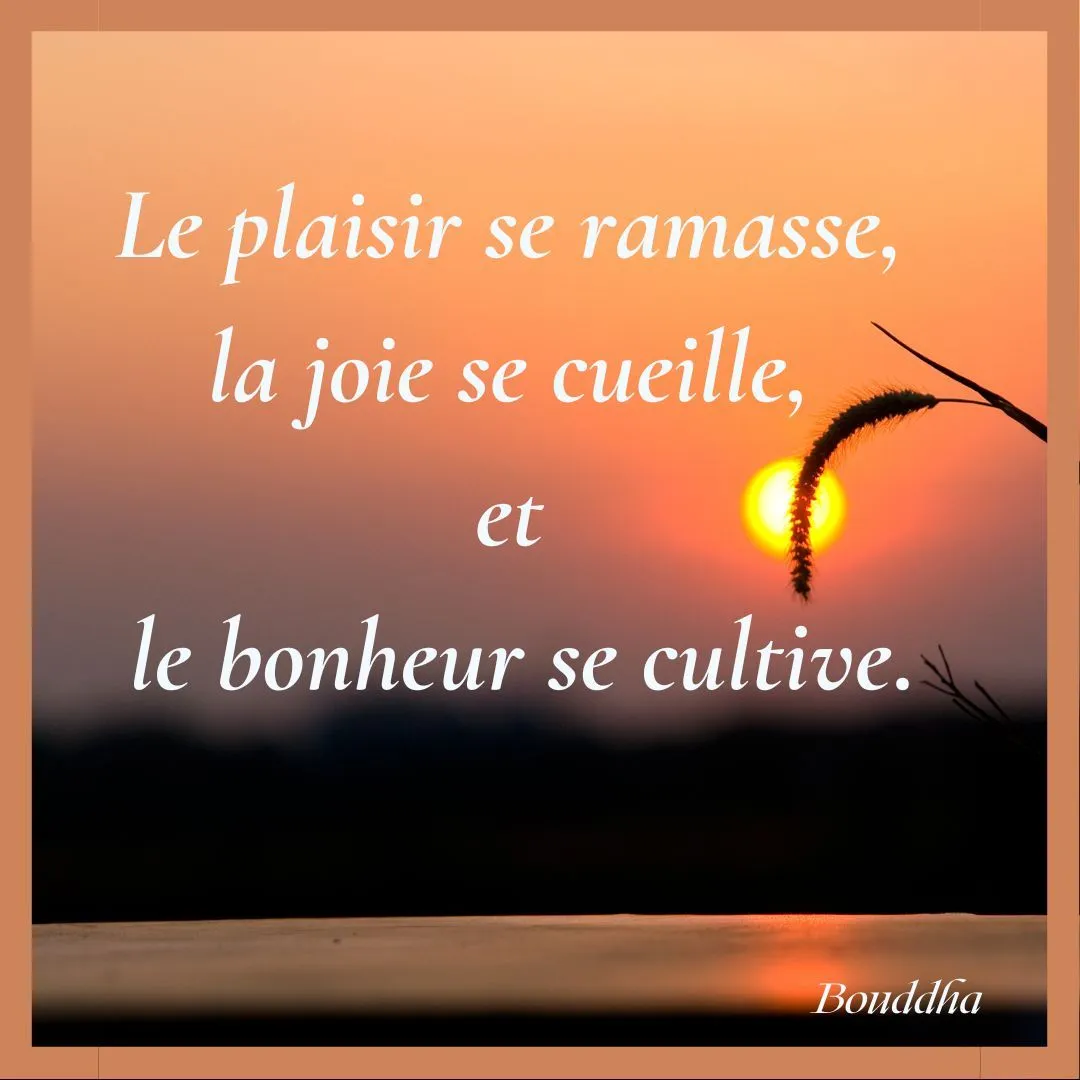 Le plaisir se ramasse,
la joie se cueille,
et
le bonheur se cultive.
Bouddha